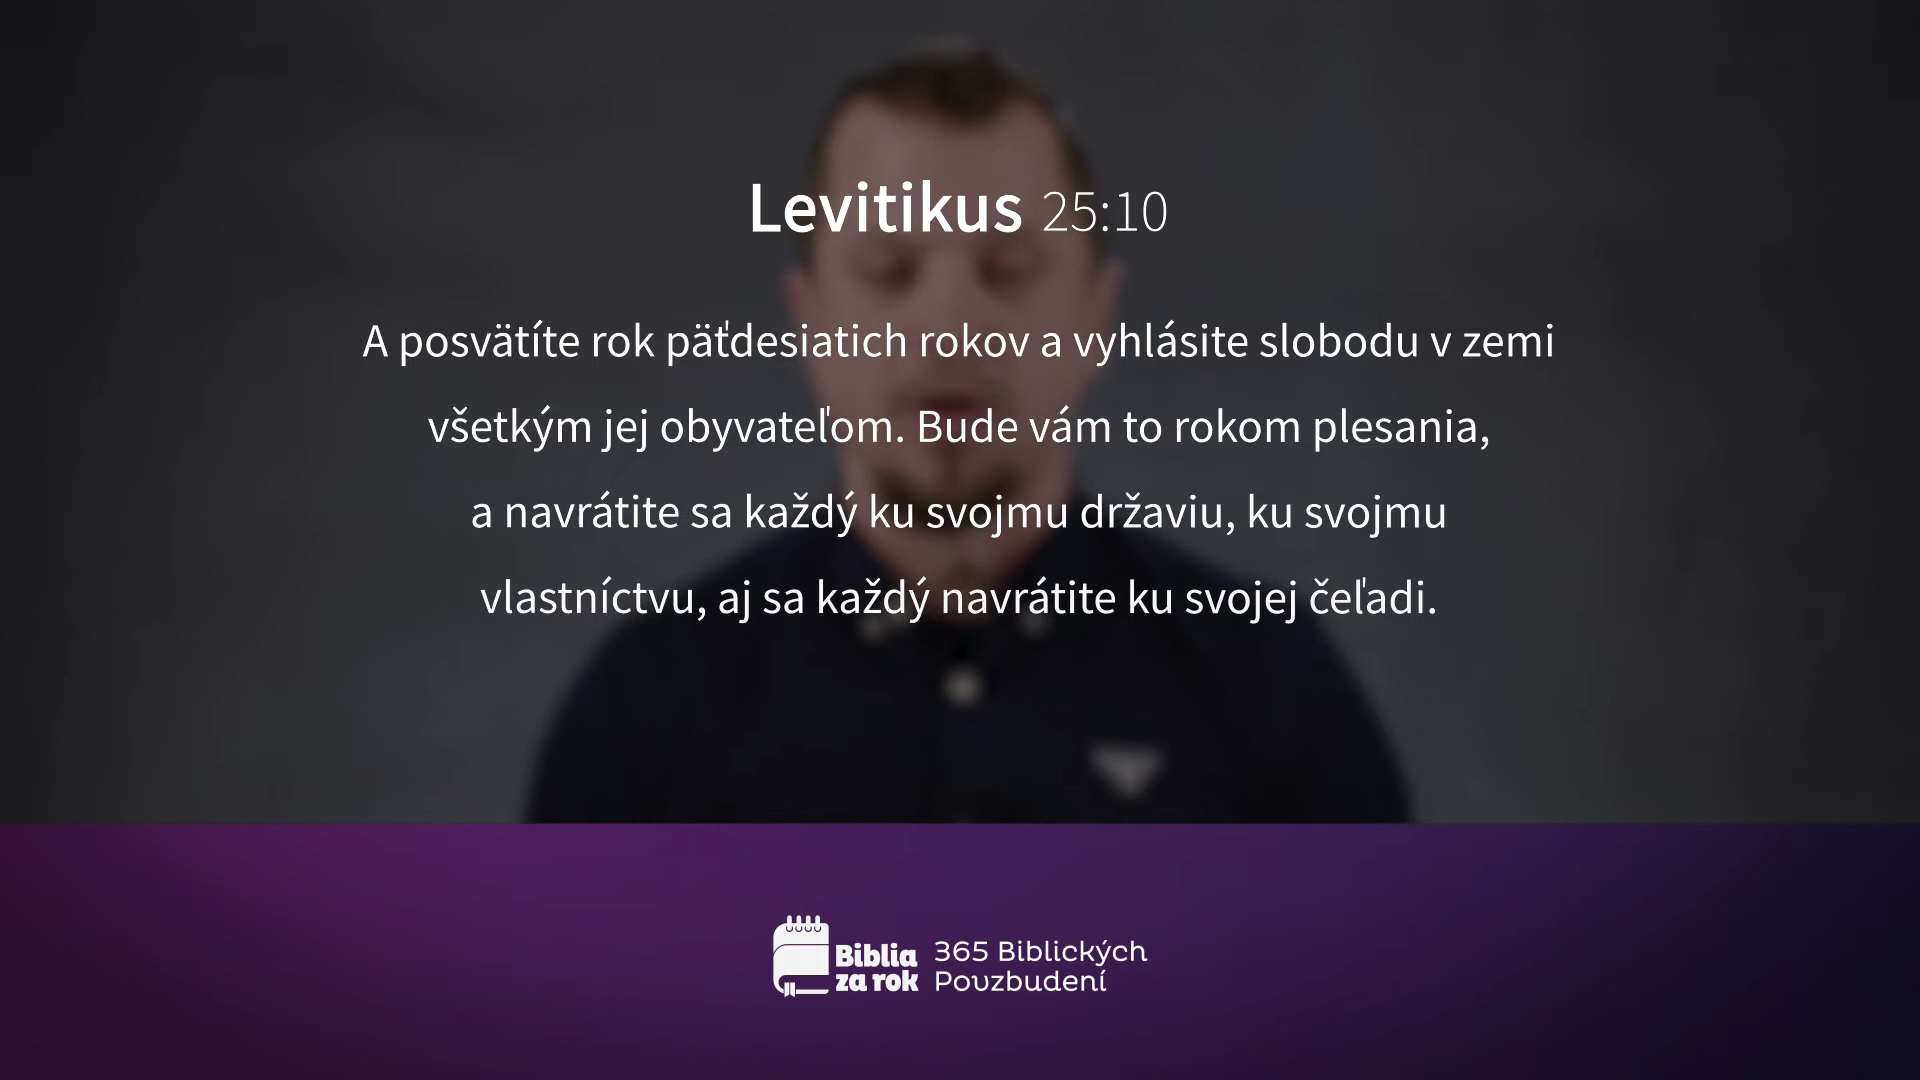 Levitikus 25:10
A posvätíte rok päťdesiatich rokov a vyhlásite slobodu v zemi
všetkým jej obyvateľom. Bude vám to rokom plesania,
a navrátite sa každý ku svojmu državiu, ku svojmu
vlastníctvu, aj sa každý navrátite ku svojej čeľadi.
Biblia
za rok
365 Biblických
Povzbudení